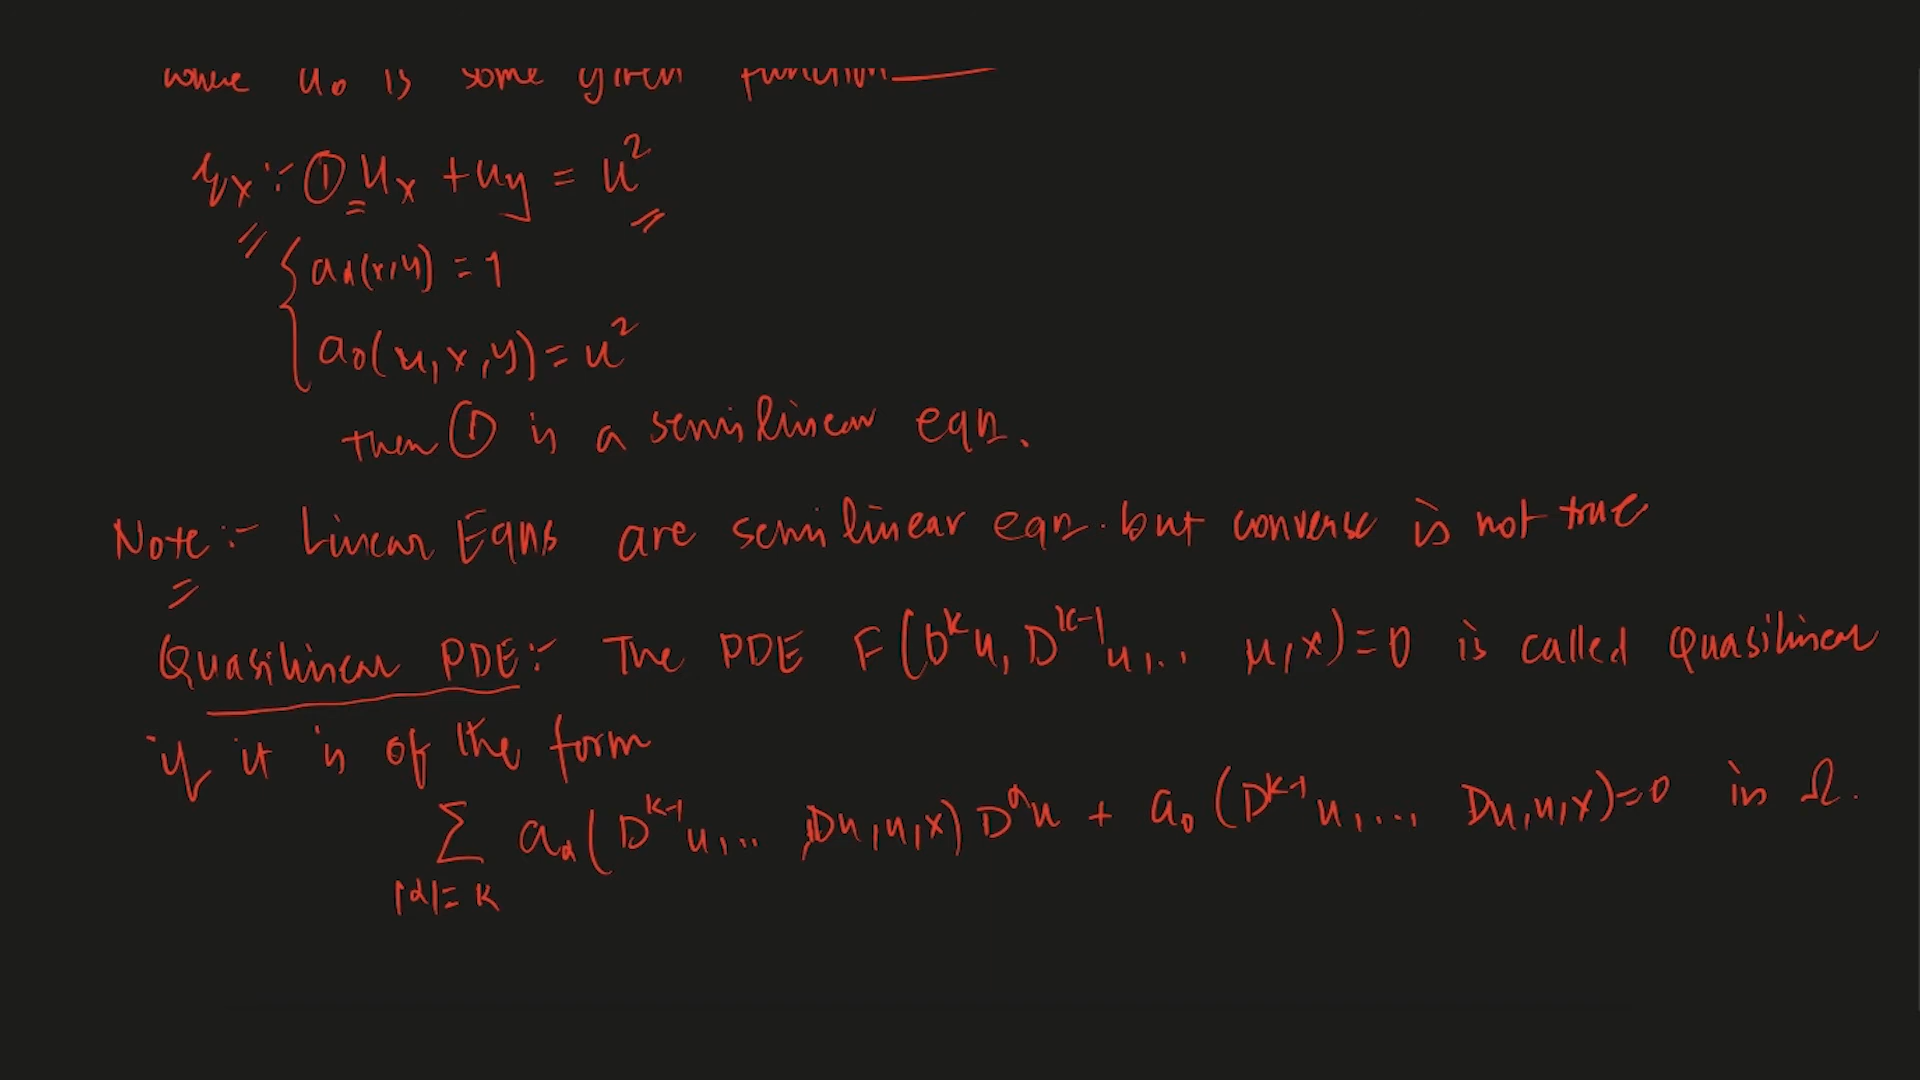 where u₀ is some given function
Ex :- ① uₓ + u_y = u²
a_α(x,y) = 1
a₀(u,x,y) = u²
then ① is a semilinear eqn.
Note :- Linear Eqns are semilinear eqn. but converse is not true
Quasilinear PDE :- The PDE F(Dᵏu, Dᵏ⁻¹u,.. u,x)=0 is called Quasilinear
if it is of the form
∑ a_α(Dᵏ⁻¹u,.. ,Du,u,x) D^α u + a₀(Dᵏ⁻¹u,... Du,u,x)=0 in Ω.
|α|= k